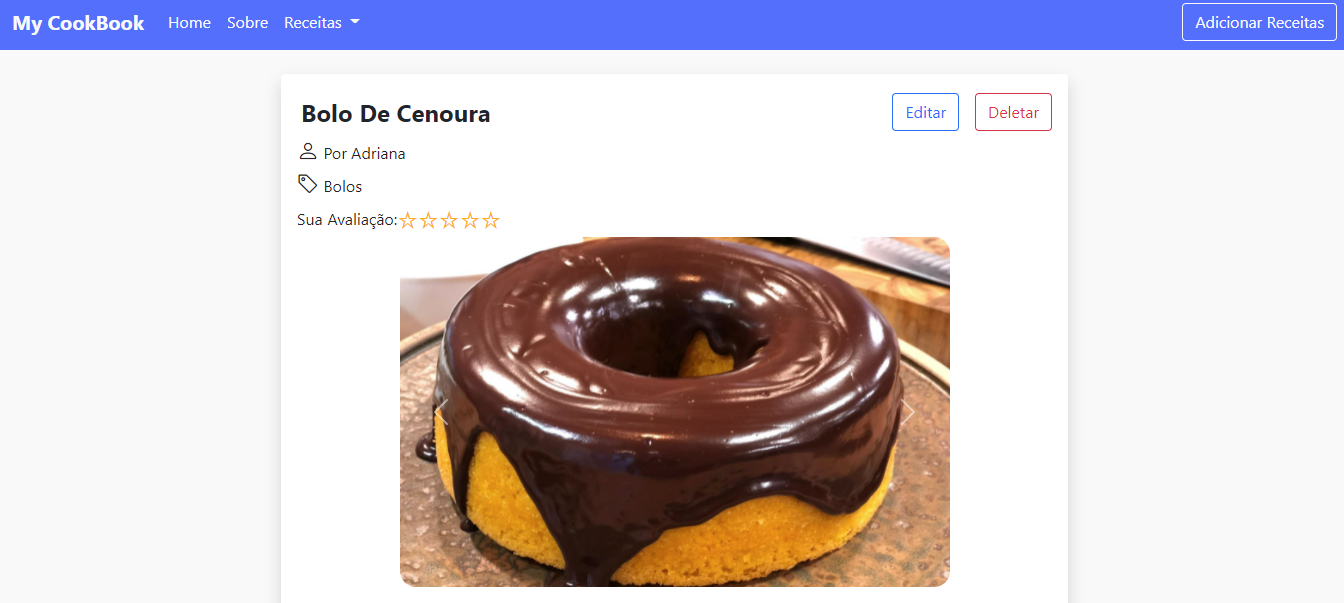 My CookBook Home Sobre Receitas Adicionar Receitas
Bolo De Cenoura Editar Deletar
Por Adriana
Bolos
Sua Avaliação:☆☆☆☆☆